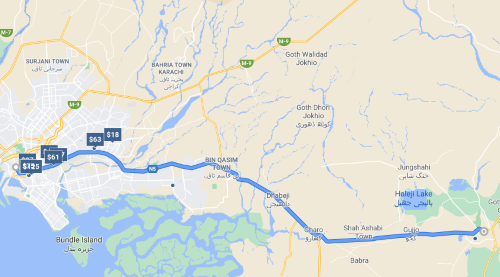 M-7
M-9
Goth Walidad
Jokhio
SURJANI TOWN
سرجانی ٹاؤن
BAHRIA TOWN
KARACHI
بحریہ ٹاؤن
کراچی
M-9
M-9
Goth Dhori
Jokhio
گوٹھ ڈھوری
$63
$18
$61
N5
BIN QASIM
TOWN
بن قاسم ٹاؤن
Jungshahi
جنگ شاہی
Dhabeji
دھابیجی
Haleji Lake
ہالیجی جھیل
Gharo
گھارو
Shah Ashabi
Town
Gujjo
گجو
Got
Bundle Island
جزیرہ بنڈل
Babra